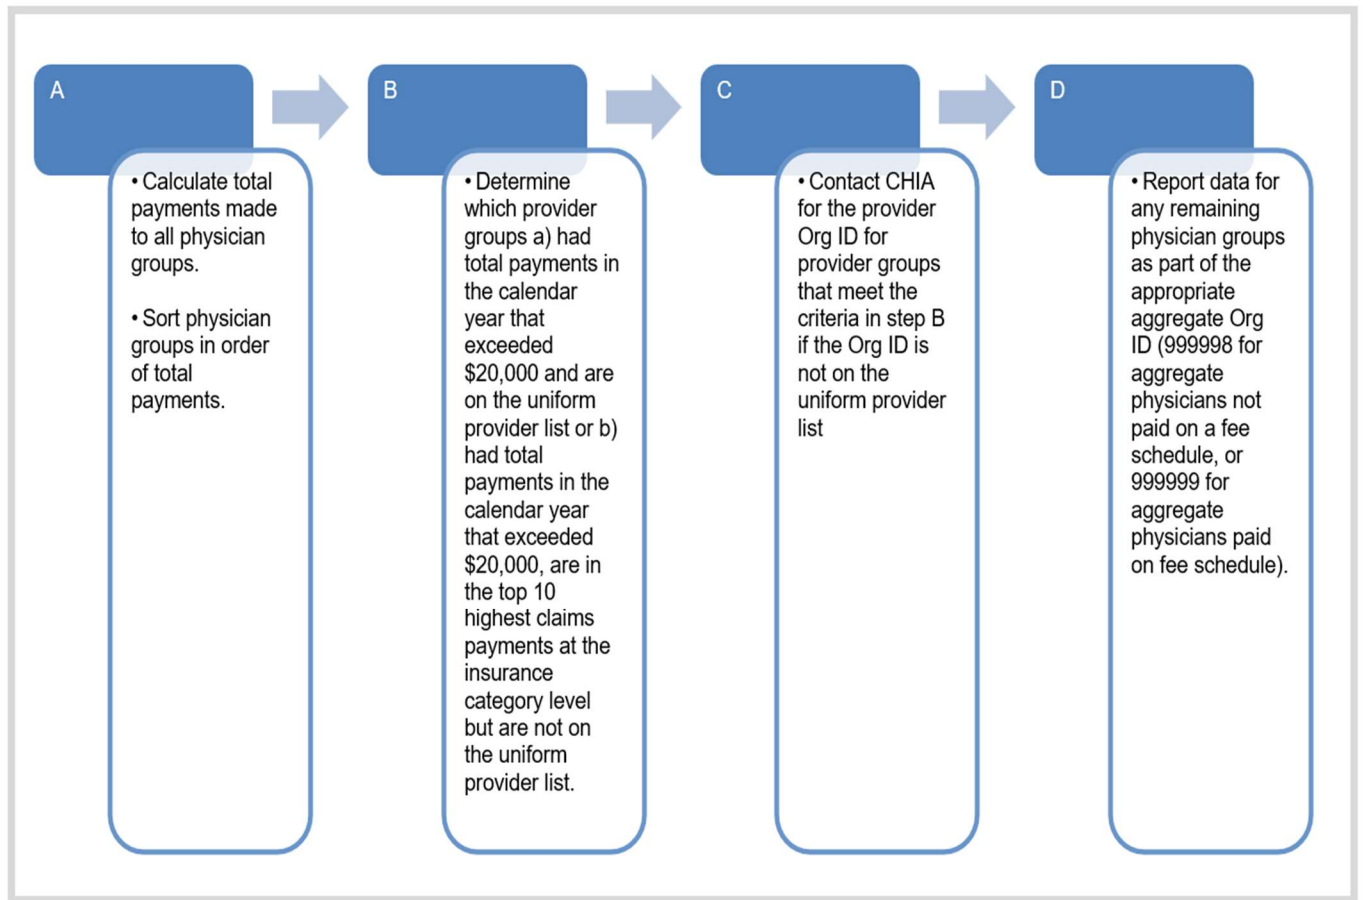 A
• Calculate total
payments made
to all physician
groups.
• Sort physician
groups in order
of total
payments.
B
• Determine
which provider
groups a) had
total payments in
the calendar
year that
exceeded
$20,000 and are
on the uniform
provider list or b)
had total
payments in the
calendar year
that exceeded
$20,000, are in
the top 10
highest claims
payments at the
insurance
category level
but are not on
the uniform
provider list.
C
• Contact CHIA
for the provider
Org ID for
provider groups
that meet the
criteria in step B
if the Org ID is
not on the
uniform provider
list
D
• Report data for
any remaining
physician groups
as part of the
appropriate
aggregate Org
ID (999998 for
aggregate
physicians not
paid on a fee
schedule, or
999999 for
aggregate
physicians paid
on fee schedule).